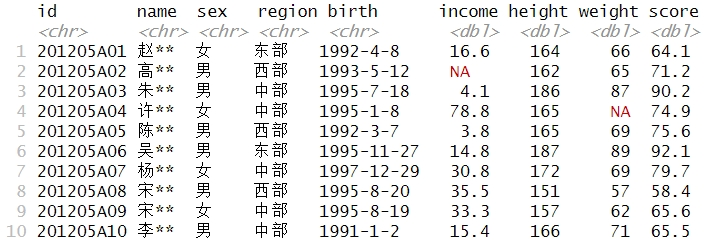 id name sex region birth income height weight score
<chr> <chr> <chr> <chr> <chr> <dbl> <dbl> <dbl> <dbl>
1 201205A01 赵** 女 东部 1992-4-8 16.6 164 66 64.1
2 201205A02 高** 男 西部 1993-5-12 NA 162 65 71.2
3 201205A03 朱** 男 中部 1995-7-18 4.1 186 87 90.2
4 201205A04 许** 女 中部 1995-1-8 78.8 165 NA 74.9
5 201205A05 陈** 男 西部 1992-3-7 3.8 165 69 75.6
6 201205A06 吴** 男 东部 1995-11-27 14.8 187 89 92.1
7 201205A07 杨** 女 中部 1997-12-29 30.8 172 69 79.7
8 201205A08 宋** 男 西部 1995-8-20 35.5 151 57 58.4
9 201205A09 宋** 女 中部 1995-8-19 33.3 157 62 65.6
10 201205A10 李** 男 中部 1991-1-2 15.4 166 71 65.5